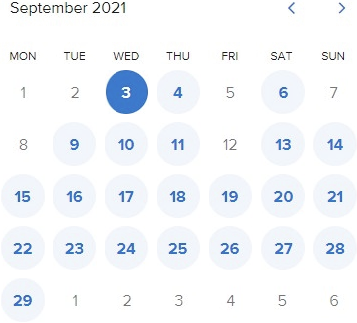 September 2021
MON TUE WED THU FRI SAT SUN
1 2 3 4 5 6 7
8 9 10 11 12 13 14
15 16 17 18 19 20 21
22 23 24 25 26 27 28
29 1 2 3 4 5 6